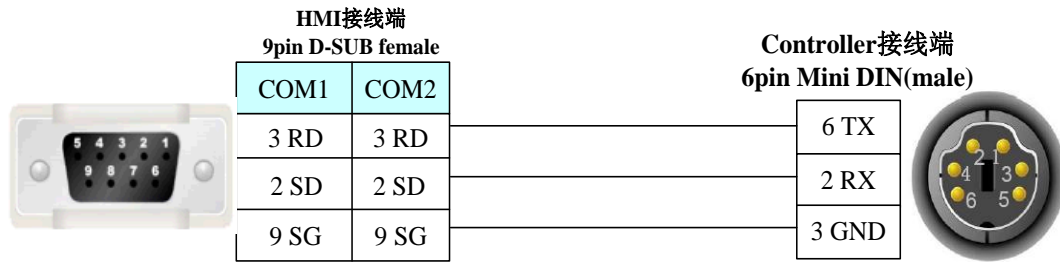 HMI接线端
9pin D-SUB female
Controller接线端
6pin Mini DIN(male)
COM1 COM2
3 RD 3 RD 6 TX
2 SD 2 SD 2 RX
9 SG 9 SG 3 GND
5 4 3 2 1
9 8 7 6
2 1
4 3
6 5